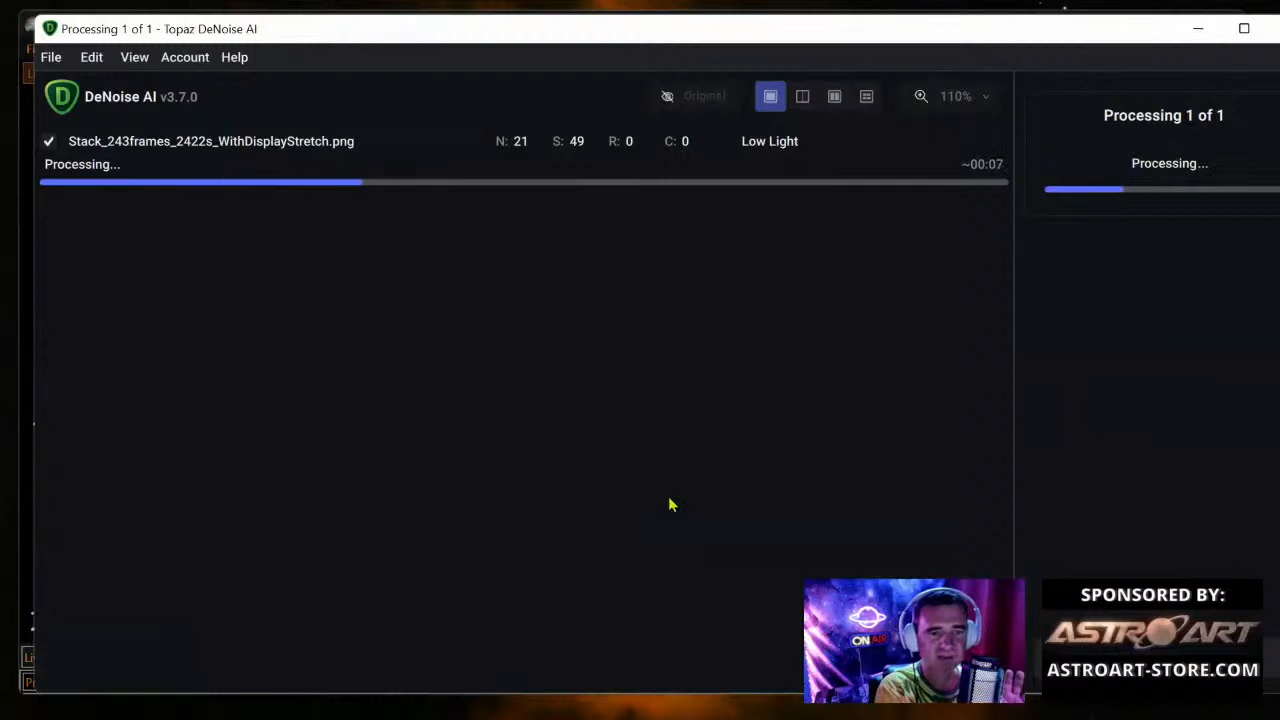 Processing 1 of 1 - Topaz DeNoise AI
File Edit View Account Help
DeNoise AI v3.7.0
Original
110%
Processing 1 of 1
Stack_243frames_2422s_WithDisplayStretch.png N: 21 S: 49 R: 0 C: 0 Low Light
Processing...
~00:07
Processing...
ON AIR
SPONSORED BY:
ASTROART
ASTROART-STORE.COM